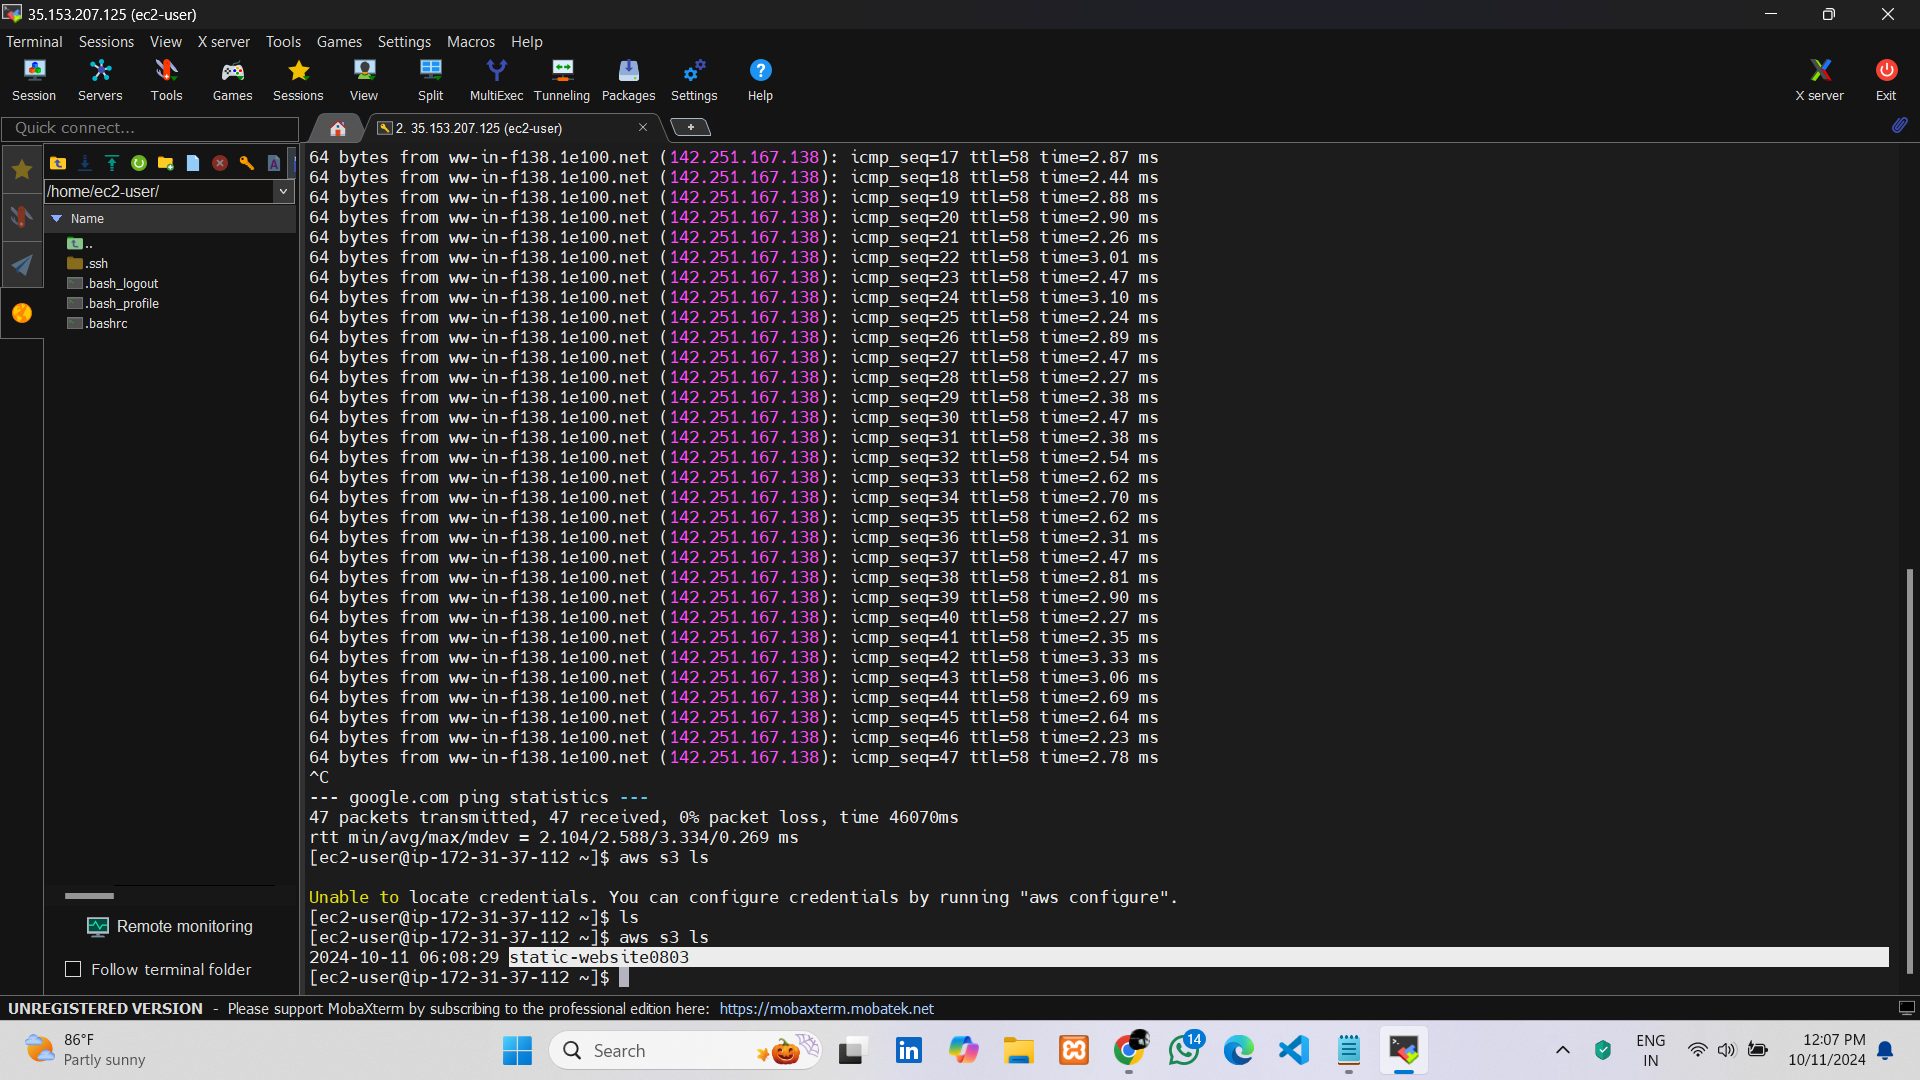 35.153.207.125 (ec2-user)
Terminal Sessions View X server Tools Games Settings Macros Help
Session Servers Tools Games Sessions View Split MultiExec Tunneling Packages Settings Help X server Exit
Quick connect...
2. 35.153.207.125 (ec2-user)
/home/ec2-user/
Name
..
.ssh
.bash_logout
.bash_profile
.bashrc
64 bytes from ww-in-f138.1e100.net (142.251.167.138): icmp_seq=17 ttl=58 time=2.87 ms
64 bytes from ww-in-f138.1e100.net (142.251.167.138): icmp_seq=18 ttl=58 time=2.44 ms
64 bytes from ww-in-f138.1e100.net (142.251.167.138): icmp_seq=19 ttl=58 time=2.88 ms
64 bytes from ww-in-f138.1e100.net (142.251.167.138): icmp_seq=20 ttl=58 time=2.90 ms
64 bytes from ww-in-f138.1e100.net (142.251.167.138): icmp_seq=21 ttl=58 time=2.26 ms
64 bytes from ww-in-f138.1e100.net (142.251.167.138): icmp_seq=22 ttl=58 time=3.01 ms
64 bytes from ww-in-f138.1e100.net (142.251.167.138): icmp_seq=23 ttl=58 time=2.47 ms
64 bytes from ww-in-f138.1e100.net (142.251.167.138): icmp_seq=24 ttl=58 time=3.10 ms
64 bytes from ww-in-f138.1e100.net (142.251.167.138): icmp_seq=25 ttl=58 time=2.24 ms
64 bytes from ww-in-f138.1e100.net (142.251.167.138): icmp_seq=26 ttl=58 time=2.89 ms
64 bytes from ww-in-f138.1e100.net (142.251.167.138): icmp_seq=27 ttl=58 time=2.47 ms
64 bytes from ww-in-f138.1e100.net (142.251.167.138): icmp_seq=28 ttl=58 time=2.27 ms
64 bytes from ww-in-f138.1e100.net (142.251.167.138): icmp_seq=29 ttl=58 time=2.38 ms
64 bytes from ww-in-f138.1e100.net (142.251.167.138): icmp_seq=30 ttl=58 time=2.47 ms
64 bytes from ww-in-f138.1e100.net (142.251.167.138): icmp_seq=31 ttl=58 time=2.38 ms
64 bytes from ww-in-f138.1e100.net (142.251.167.138): icmp_seq=32 ttl=58 time=2.54 ms
64 bytes from ww-in-f138.1e100.net (142.251.167.138): icmp_seq=33 ttl=58 time=2.62 ms
64 bytes from ww-in-f138.1e100.net (142.251.167.138): icmp_seq=34 ttl=58 time=2.70 ms
64 bytes from ww-in-f138.1e100.net (142.251.167.138): icmp_seq=35 ttl=58 time=2.62 ms
64 bytes from ww-in-f138.1e100.net (142.251.167.138): icmp_seq=36 ttl=58 time=2.31 ms
64 bytes from ww-in-f138.1e100.net (142.251.167.138): icmp_seq=37 ttl=58 time=2.47 ms
64 bytes from ww-in-f138.1e100.net (142.251.167.138): icmp_seq=38 ttl=58 time=2.81 ms
64 bytes from ww-in-f138.1e100.net (142.251.167.138): icmp_seq=39 ttl=58 time=2.90 ms
64 bytes from ww-in-f138.1e100.net (142.251.167.138): icmp_seq=40 ttl=58 time=2.27 ms
64 bytes from ww-in-f138.1e100.net (142.251.167.138): icmp_seq=41 ttl=58 time=2.35 ms
64 bytes from ww-in-f138.1e100.net (142.251.167.138): icmp_seq=42 ttl=58 time=3.33 ms
64 bytes from ww-in-f138.1e100.net (142.251.167.138): icmp_seq=43 ttl=58 time=3.06 ms
64 bytes from ww-in-f138.1e100.net (142.251.167.138): icmp_seq=44 ttl=58 time=2.69 ms
64 bytes from ww-in-f138.1e100.net (142.251.167.138): icmp_seq=45 ttl=58 time=2.64 ms
64 bytes from ww-in-f138.1e100.net (142.251.167.138): icmp_seq=46 ttl=58 time=2.23 ms
64 bytes from ww-in-f138.1e100.net (142.251.167.138): icmp_seq=47 ttl=58 time=2.78 ms
^C
--- google.com ping statistics ---
47 packets transmitted, 47 received, 0% packet loss, time 46070ms
rtt min/avg/max/mdev = 2.104/2.588/3.334/0.269 ms
[ec2-user@ip-172-31-37-112 ~]$ aws s3 ls
Unable to locate credentials. You can configure credentials by running "aws configure".
[ec2-user@ip-172-31-37-112 ~]$ ls
[ec2-user@ip-172-31-37-112 ~]$ aws s3 ls
2024-10-11 06:08:29 static-website0803
[ec2-user@ip-172-31-37-112 ~]$
Remote monitoring
Follow terminal folder
UNREGISTERED VERSION - Please support MobaXterm by subscribing to the professional edition here: https://mobaxterm.mobatek.net
86°F
Partly sunny
Search
14
ENG
IN
12:07 PM
10/11/2024